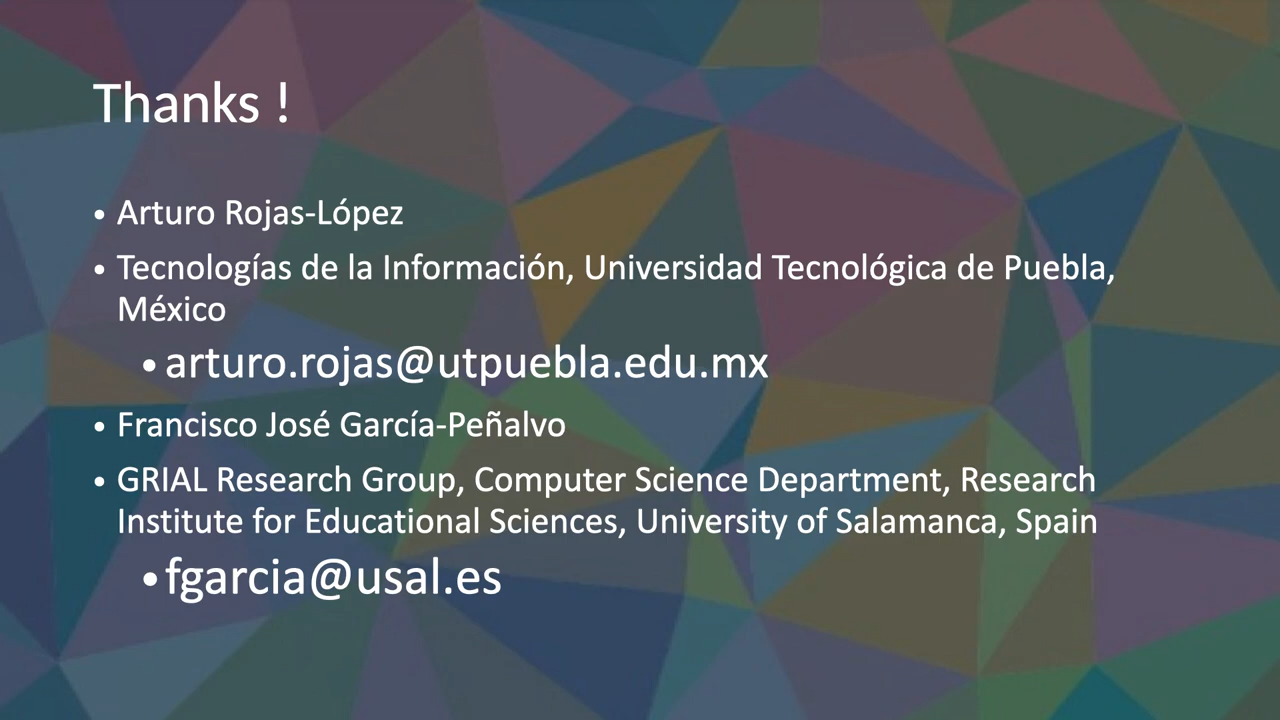 Thanks !
• Arturo Rojas-López
• Tecnologías de la Información, Universidad Tecnológica de Puebla,
México
• arturo.rojas@utpuebla.edu.mx
• Francisco José García-Peñalvo
• GRIAL Research Group, Computer Science Department, Research
Institute for Educational Sciences, University of Salamanca, Spain
• fgarcia@usal.es